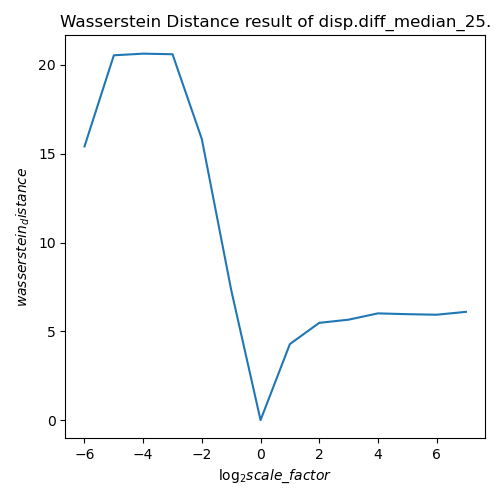 Wasserstein Distance result of disp.diff_median_25.
20
15
10
5
0
wasserstein_distance
−6 −4 −2 0 2 4 6
log₂scale_factor